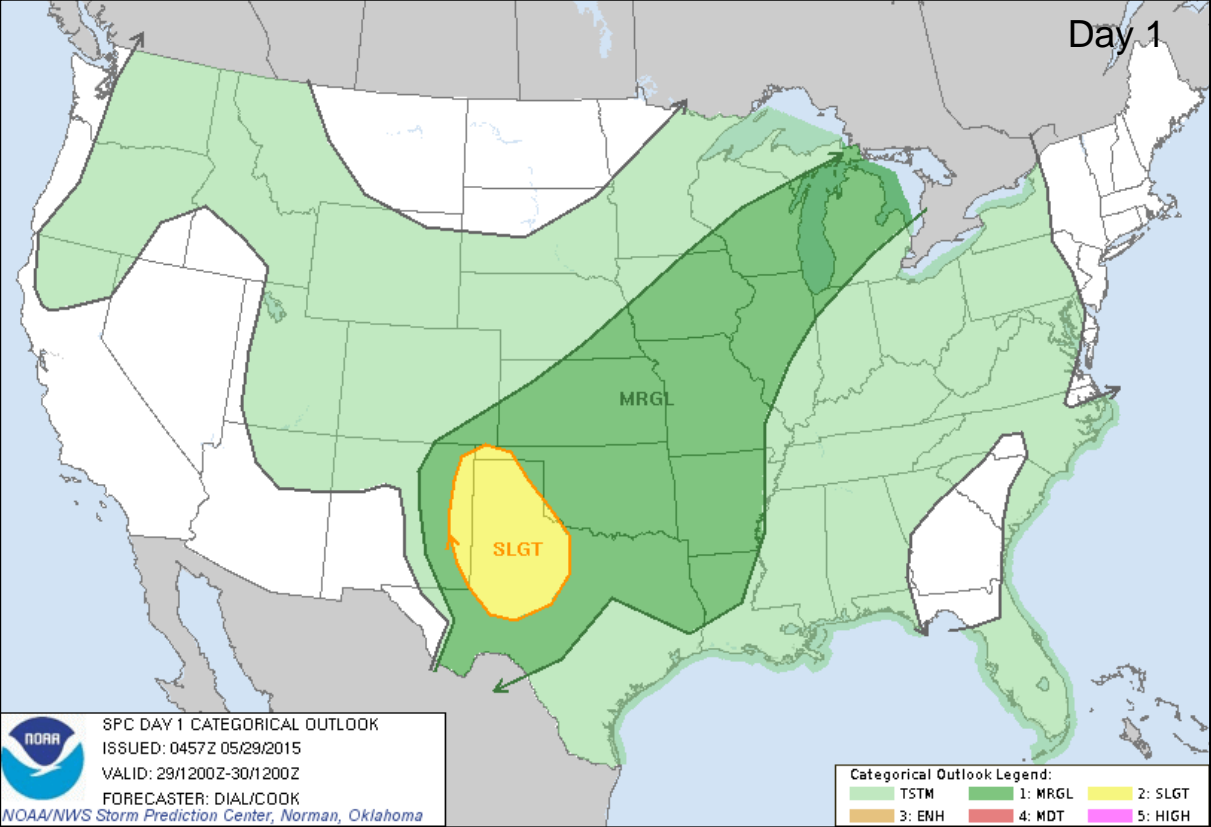 Day 1
MRGL
SLGT
NOAA
SPC DAY 1 CATEGORICAL OUTLOOK
ISSUED: 0457Z 05/29/2015
VALID: 29/1200Z-30/1200Z
FORECASTER: DIAL/COOK
NOAA/NWS Storm Prediction Center, Norman, Oklahoma
Categorical Outlook Legend:
TSTM 1: MRGL 2: SLGT
3: ENH 4: MDT 5: HIGH